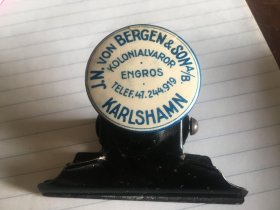 J.N. VON BERGEN & SON A/B
KOLONIALVAROR
ENGROS
TELEF. 47. 244. 919
KARLSHAMN